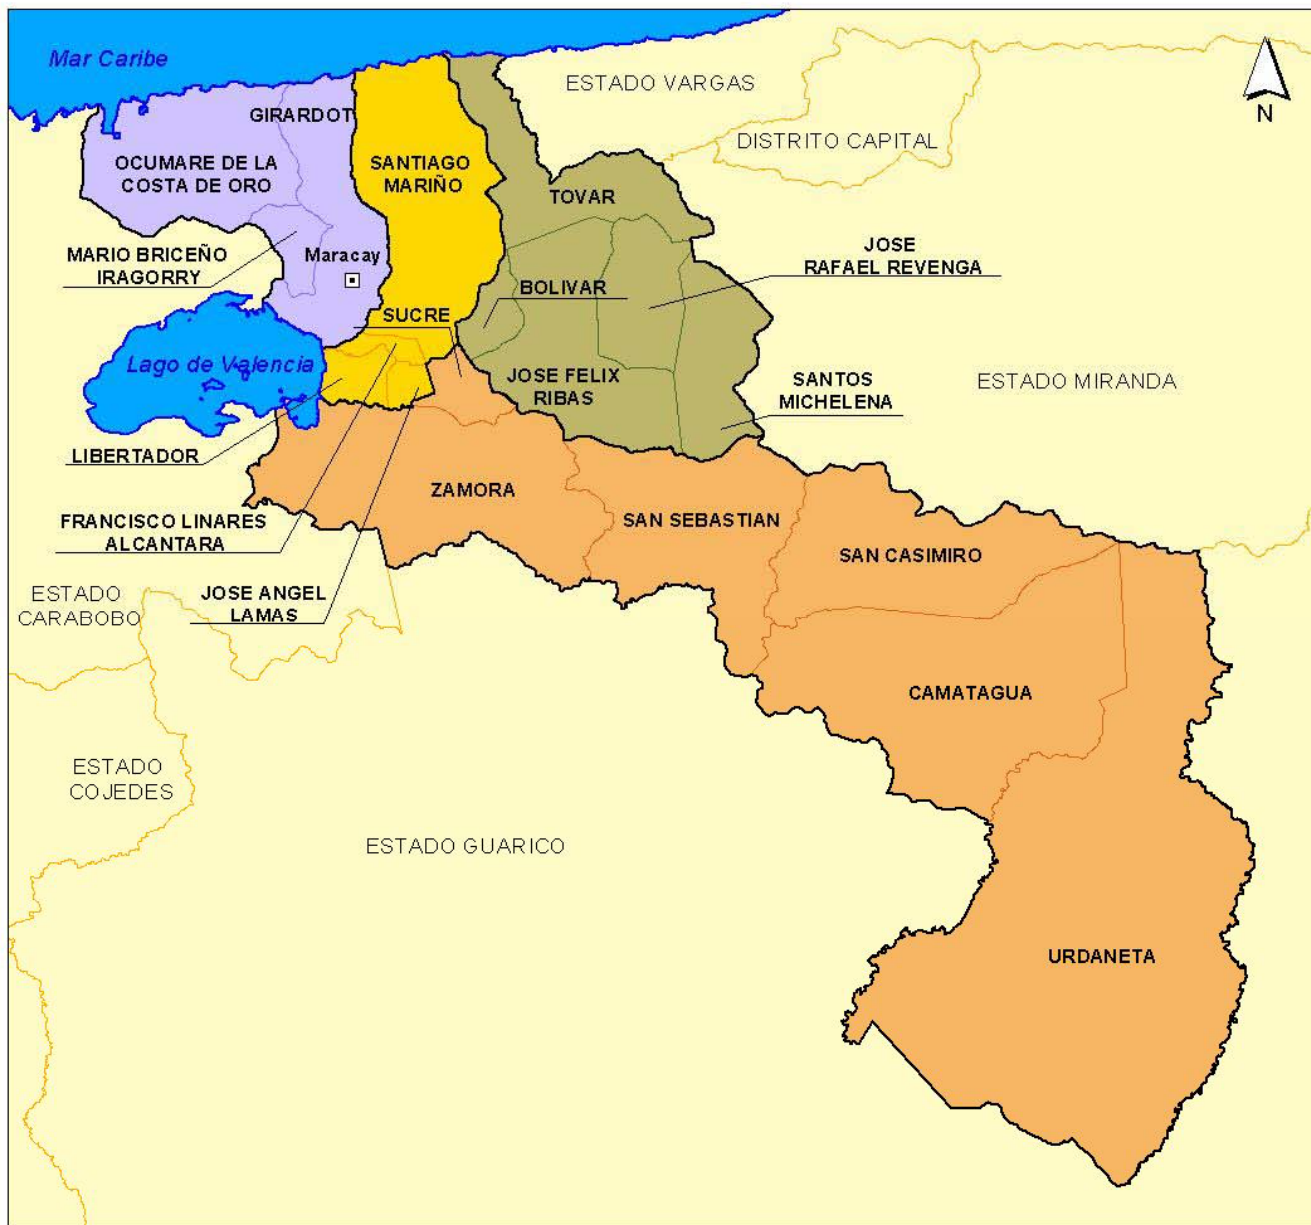 Mar Caribe
ESTADO VARGAS
N
GIRARDOT
DISTRITO CAPITAL
OCUMARE DE LA
COSTA DE ORO
SANTIAGO
MARIÑO
TOVAR
MARIO BRICEÑO
IRAGORRY
Maracay
JOSE
RAFAEL REVENGA
BOLIVAR
SUCRE
Lago de Valencia
JOSE FELIX
RIBAS
SANTOS
MICHELENA
ESTADO MIRANDA
LIBERTADOR
ZAMORA
FRANCISCO LINARES
ALCANTARA
SAN SEBASTIAN
SAN CASIMIRO
JOSE ANGEL
LAMAS
ESTADO
CARABOBO
CAMATAGUA
ESTADO
COJEDES
ESTADO GUARICO
URDANETA